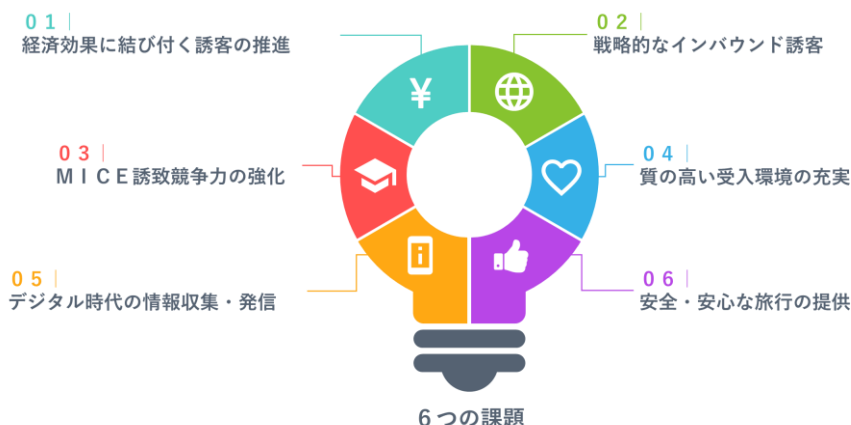 ０１｜
経済効果に結び付く誘客の推進
０２｜
戦略的なインバウンド誘客
¥
０３｜
ＭＩＣＥ誘致競争力の強化
０４｜
質の高い受入環境の充実
０５｜
デジタル時代の情報収集・発信
０６｜
安全・安心な旅行の提供
６つの課題